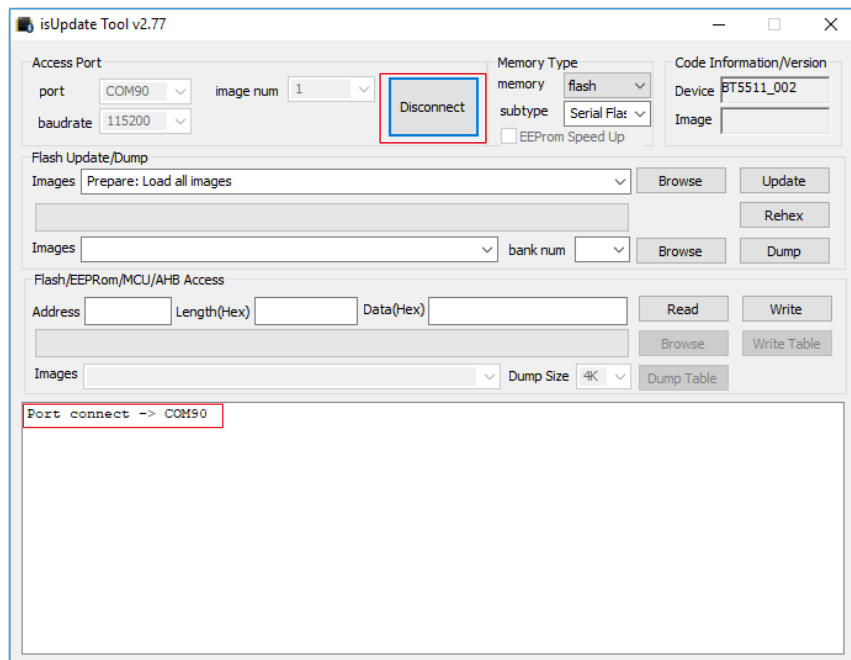 isUpdate Tool v2.77
Access Port
port COM90 image num 1
baudrate 115200
Disconnect
Memory Type
memory flash
subtype Serial Flas
EEProm Speed Up
Code Information/Version
Device BT5511_002
Image
Flash Update/Dump
Images Prepare: Load all images Browse Update
Rehex
Images bank num Browse Dump
Flash/EEPRom/MCU/AHB Access
Address Length(Hex) Data(Hex) Read Write
Browse Write Table
Images Dump Size 4K Dump Table
Port connect -> COM90